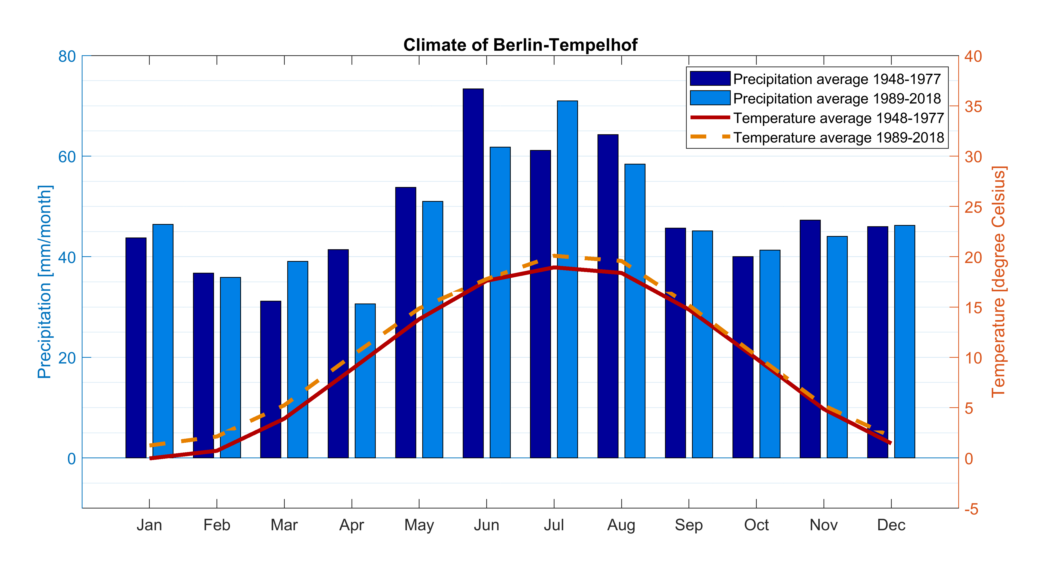 Climate of Berlin-Tempelhof
80
60
40
20
0
Precipitation [mm/month]
40
35
30
25
20
15
10
5
0
-5
Temperature [degree Celsius]
Precipitation average 1948-1977
Precipitation average 1989-2018
Temperature average 1948-1977
Temperature average 1989-2018
Jan Feb Mar Apr May Jun Jul Aug Sep Oct Nov Dec